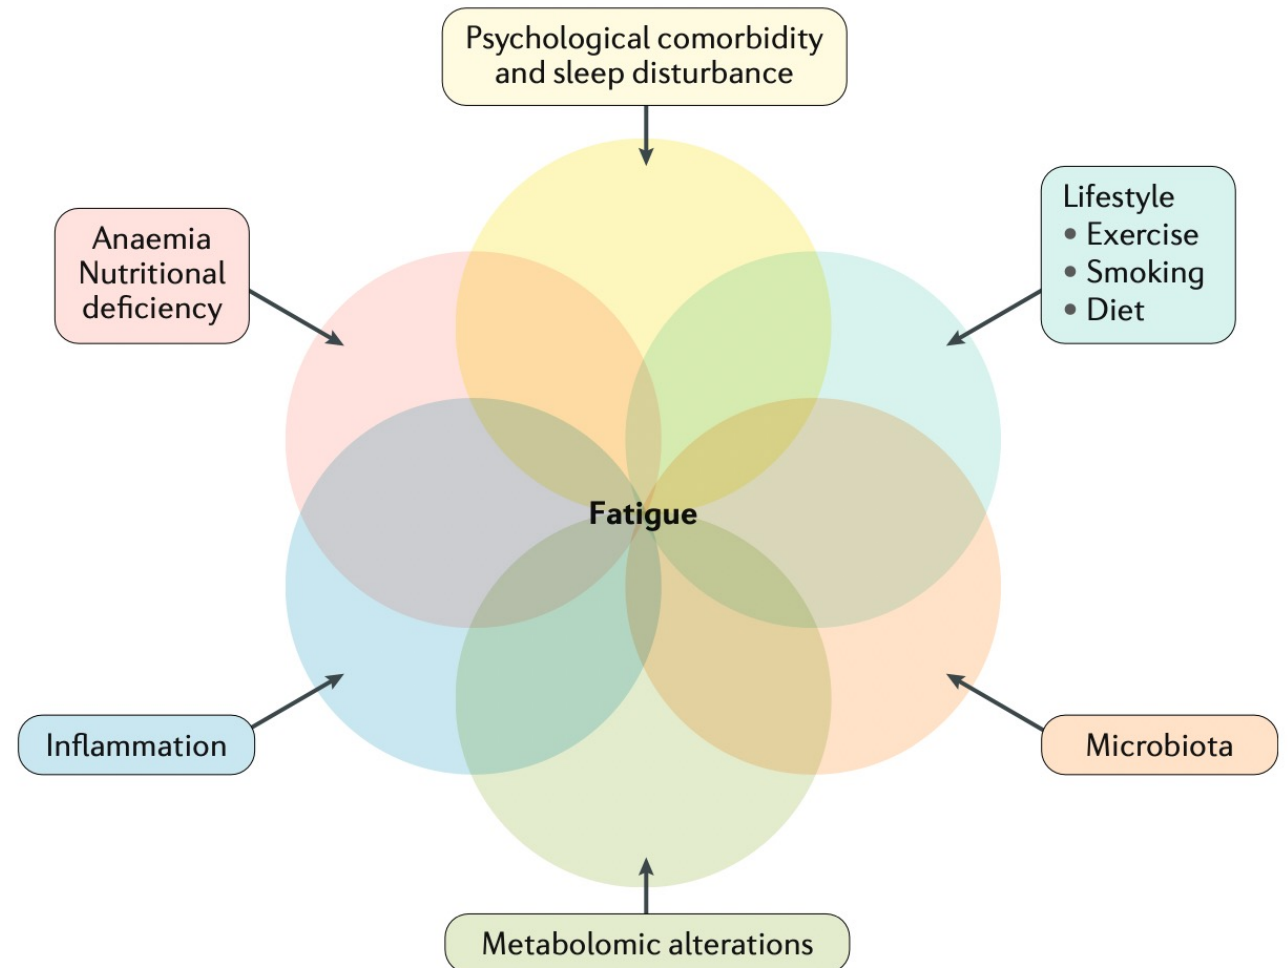 Psychological comorbidity
and sleep disturbance
Anaemia
Nutritional
deficiency
Lifestyle
• Exercise
• Smoking
• Diet
Fatigue
Inflammation
Microbiota
Metabolomic alterations